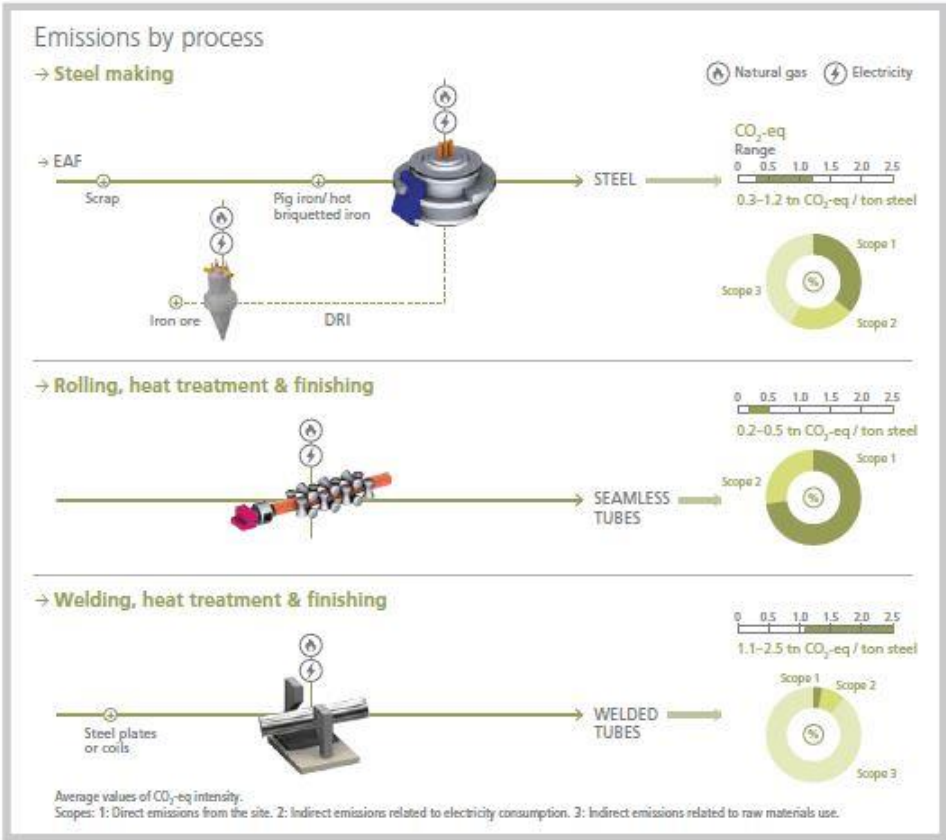 Emissions by process
→ Steel making
Natural gas
Electricity
→ EAF
Scrap
Pig iron/ hot
briquetted iron
STEEL
CO₂-eq
Range
0 0.5 1.0 1.5 2.0 2.5
0.3–1.2 tn CO₂-eq / ton steel
Iron ore
DRI
Scope 1
Scope 3
%
Scope 2
→ Rolling, heat treatment & finishing
0 0.5 1.0 1.5 2.0 2.5
0.2–0.5 tn CO₂-eq / ton steel
SEAMLESS
TUBES
Scope 1
Scope 2
%
→ Welding, heat treatment & finishing
0 0.5 1.0 1.5 2.0 2.5
1.1–2.5 tn CO₂-eq / ton steel
Steel plates
or coils
WELDED
TUBES
Scope 1
Scope 2
%
Scope 3
Average values of CO₂-eq intensity.
Scopes: 1: Direct emissions from the site. 2: Indirect emissions related to electricity consumption. 3: Indirect emissions related to raw materials use.